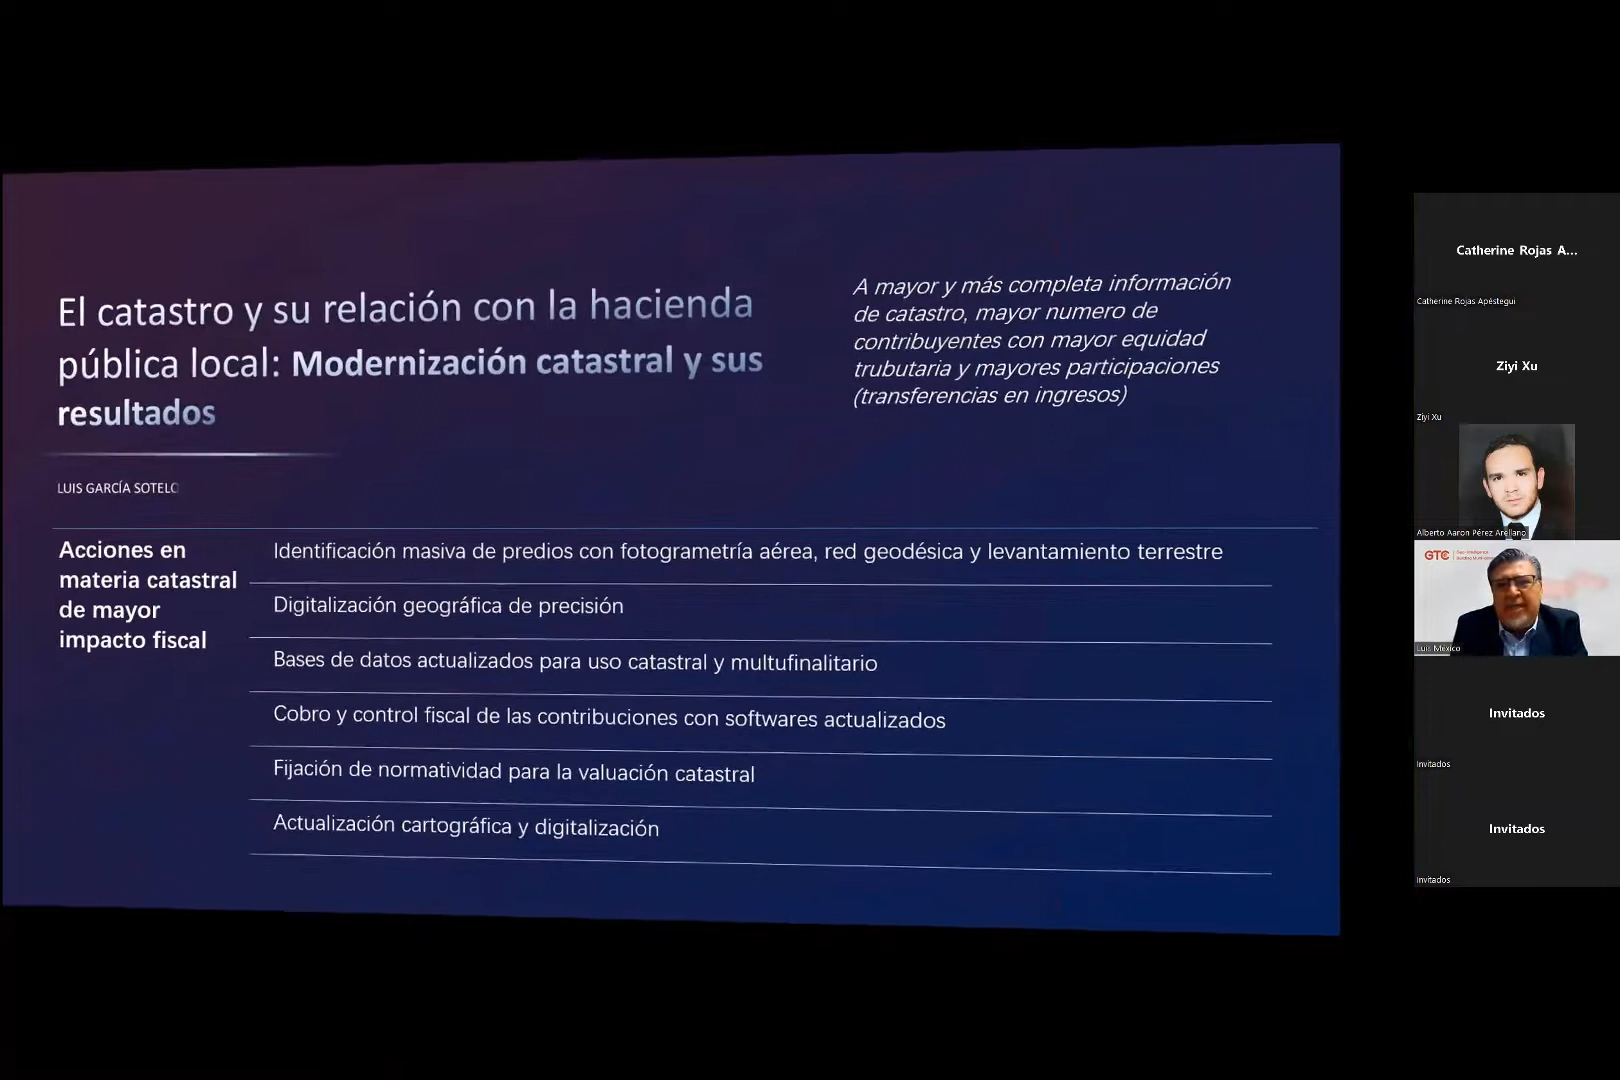 El catastro y su relación con la hacienda
pública local: Modernización catastral y sus
resultados
LUIS GARCÍA SOTELO
A mayor y más completa información
de catastro, mayor numero de
contribuyentes con mayor equidad
trubutaria y mayores participaciones
(transferencias en ingresos)
Acciones en
materia catastral
de mayor
impacto fiscal
Identificación masiva de predios con fotogrametría aérea, red geodésica y levantamiento terrestre
Digitalización geográfica de precisión
Bases de datos actualizados para uso catastral y multufinalitario
Cobro y control fiscal de las contribuciones con softwares actualizados
Fijación de normatividad para la valuación catastral
Actualización cartográfica y digitalización
Catherine Rojas A...
Catherine Rojas Apéstegui
Ziyi Xu
Ziyi Xu
Alberto Aaron Pérez Arellano
GTC
Luis México
Invitados
Invitados
Invitados
Invitados